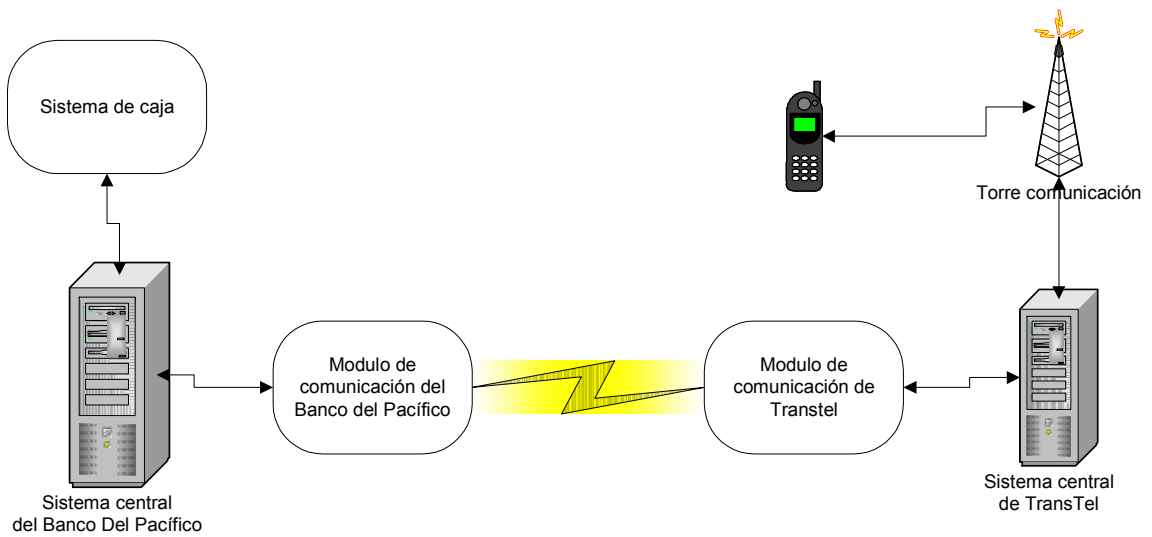 Sistema de caja
Torre comunicación
Modulo de
comunicación del
Banco del Pacífico
Modulo de
comunicación de
Transtel
Sistema central
de TransTel
Sistema central
del Banco Del Pacífico